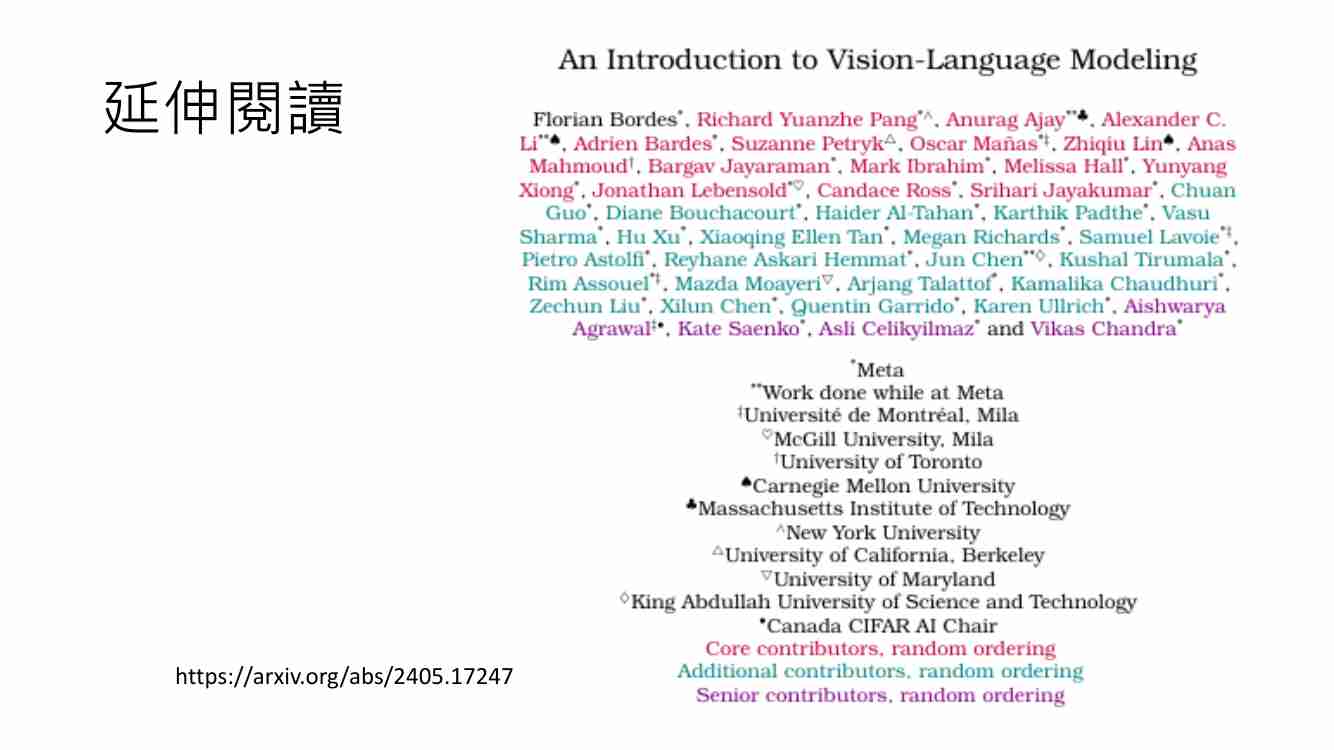 延伸閱讀
An Introduction to Vision-Language Modeling
Florian Bordes*, Richard Yuanzhe Pang*^, Anurag Ajay**♣, Alexander C.
Li**♠, Adrien Bardes*, Suzanne Petryk△, Oscar Mañas*‡, Zhiqiu Lin♠, Anas
Mahmoud†, Bargav Jayaraman*, Mark Ibrahim*, Melissa Hall*, Yunyang
Xiong*, Jonathan Lebensold*♡, Candace Ross*, Srihari Jayakumar*, Chuan
Guo*, Diane Bouchacourt*, Haider Al-Tahan*, Karthik Padthe*, Vasu
Sharma*, Hu Xu*, Xiaoqing Ellen Tan*, Megan Richards*, Samuel Lavoie*‡,
Pietro Astolfi*, Reyhane Askari Hemmat*, Jun Chen**◇, Kushal Tirumala*,
Rim Assouel*‡, Mazda Moayeri▽, Arjang Talattof*, Kamalika Chaudhuri*,
Zechun Liu*, Xilun Chen*, Quentin Garrido*, Karen Ullrich*, Aishwarya
Agrawal‡•, Kate Saenko*, Asli Celikyilmaz* and Vikas Chandra*
*Meta
**Work done while at Meta
‡Université de Montréal, Mila
♡McGill University, Mila
†University of Toronto
♠Carnegie Mellon University
♣Massachusetts Institute of Technology
^New York University
△University of California, Berkeley
▽University of Maryland
◇King Abdullah University of Science and Technology
•Canada CIFAR AI Chair
Core contributors, random ordering
Additional contributors, random ordering
Senior contributors, random ordering
https://arxiv.org/abs/2405.17247